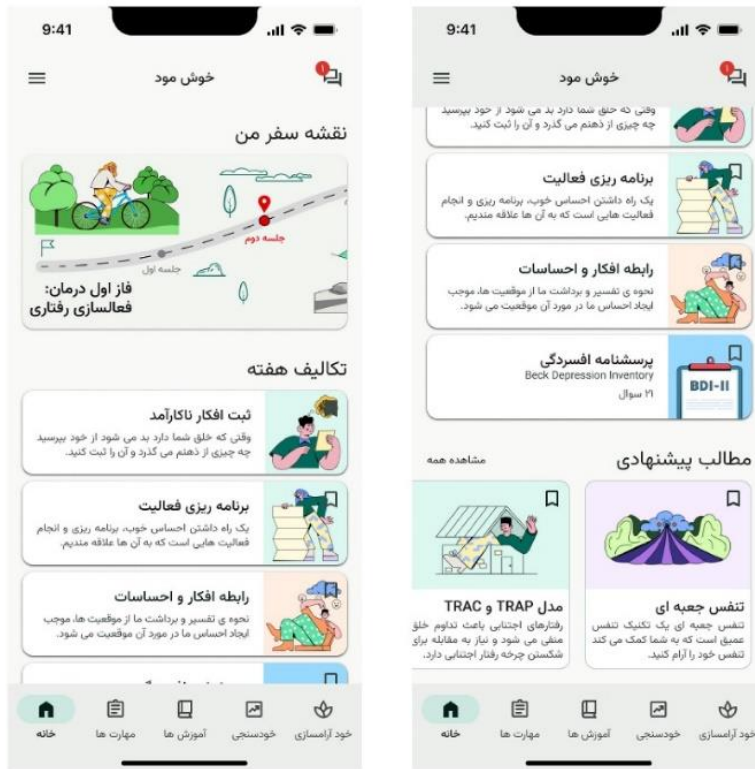 9:41
خوش مود
۱
نقشه سفر من
جلسه دوم
جلسه اول
فاز اول درمان:
فعالسازی رفتاری
تکالیف هفته
ثبت افکار ناکارآمد
وقتی که خلق شما دارد بد می شود از خود بپرسید
چه چیزی از ذهنم می گذرد و آن را ثبت کنید.
برنامه ریزی فعالیت
یک راه داشتن احساس خوب، برنامه ریزی و انجام
فعالیت هایی است که به آن ها علاقه مندیم.
رابطه افکار و احساسات
نحوه ی تفسیر و برداشت ما از موقعیت ها، موجب
ایجاد احساس ما در مورد آن موقعیت می شود.
خانه
مهارت ها
آموزش ها
خودسنجی
خود آرامسازی
9:41
خوش مود
۱
وقتی که خلق شما دارد بد می شود از خود بپرسید
چه چیزی از ذهنم می گذرد و آن را ثبت کنید.
برنامه ریزی فعالیت
یک راه داشتن احساس خوب، برنامه ریزی و انجام
فعالیت هایی است که به آن ها علاقه مندیم.
رابطه افکار و احساسات
نحوه ی تفسیر و برداشت ما از موقعیت ها، موجب
ایجاد احساس ما در مورد آن موقعیت می شود.
پرسشنامه افسردگی
Beck Depression Inventory
۲۱ سوال
BDI-II
مطالب پیشنهادی
مشاهده همه
تنفس جعبه ای
تنفس جعبه ای یک تکنیک تنفس
عمیق است که به شما کمک می کند
تنفس خود را آرام کنید.
مدل TRAP و TRAC
رفتارهای اجتنابی باعث تداوم خلق
منفی می شود و نیاز به مقابله برای
شکستن چرخه رفتار اجتنابی دارد.
خانه
مهارت ها
آموزش ها
خودسنجی
خود آرامسازی